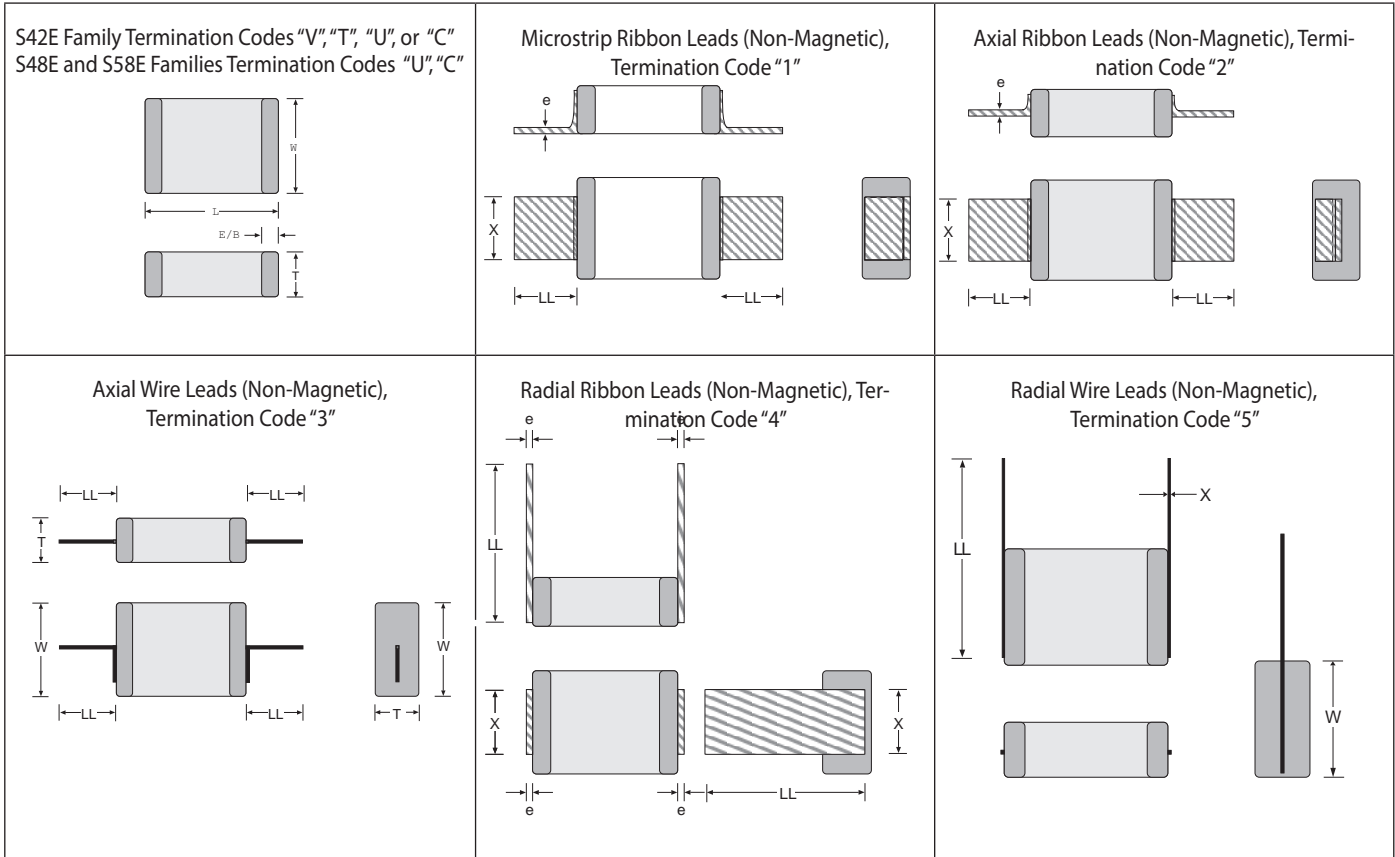 S42E Family Termination Codes “V”, “T”, “U”, or “C”
S48E and S58E Families Termination Codes “U”, “C”
W
L
E/B
T
Microstrip Ribbon Leads (Non-Magnetic),
Termination Code “1”
e
X
LL
LL
Axial Ribbon Leads (Non-Magnetic), Termi-
nation Code “2”
e
X
LL
LL
Axial Wire Leads (Non-Magnetic),
Termination Code “3”
LL
LL
T
W
W
LL
LL
T
Radial Ribbon Leads (Non-Magnetic), Ter-
mination Code “4”
e
e
LL
X
X
LL
e
e
Radial Wire Leads (Non-Magnetic),
Termination Code “5”
X
LL
W